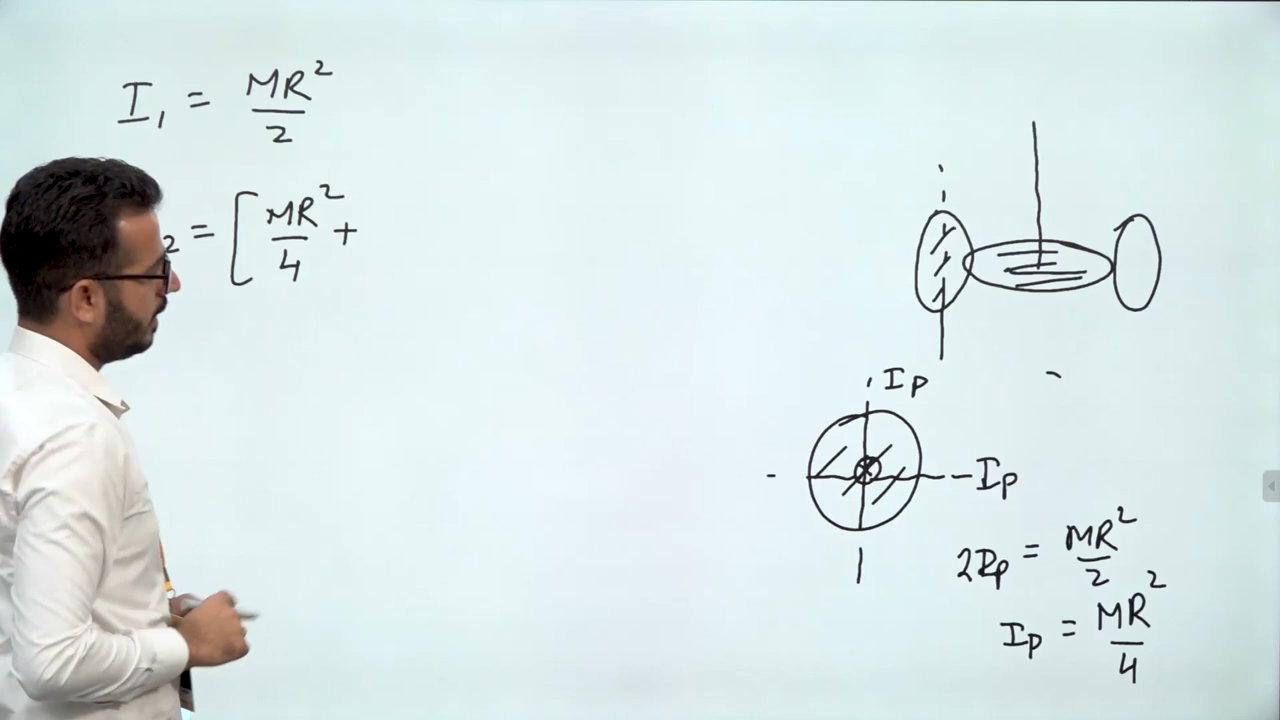 I₁ = MR²/2
₂ = [MR²/4 +
Ip
Ip
2Ip = MR²/2
Ip = MR²/4